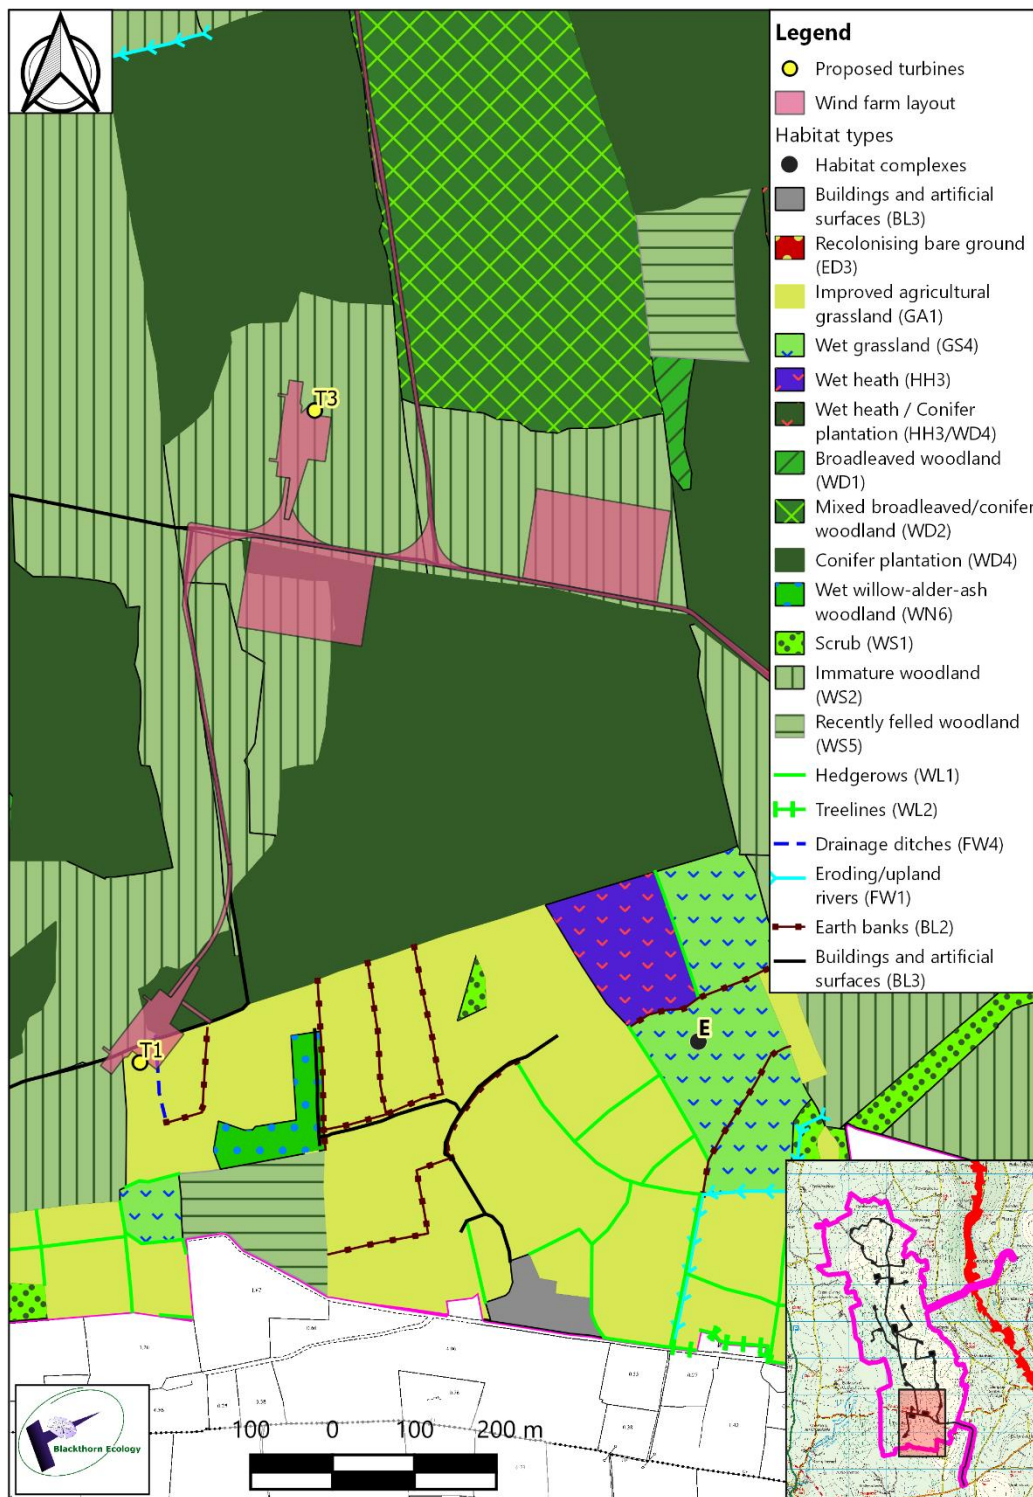 Legend
Proposed turbines
Wind farm layout
Habitat types
Habitat complexes
Buildings and artificial
surfaces (BL3)
Recolonising bare ground
(ED3)
Improved agricultural
grassland (GA1)
Wet grassland (GS4)
Wet heath (HH3)
Wet heath / Conifer
plantation (HH3/WD4)
Broadleaved woodland
(WD1)
Mixed broadleaved/conifer
woodland (WD2)
Conifer plantation (WD4)
Wet willow-alder-ash
woodland (WN6)
Scrub (WS1)
Immature woodland
(WS2)
Recently felled woodland
(WS5)
Hedgerows (WL1)
Treelines (WL2)
Drainage ditches (FW4)
Eroding/upland
rivers (FW1)
Earth banks (BL2)
Buildings and artificial
surfaces (BL3)
T3
E
T1
Blackthorn Ecology
100 0 100 200 m